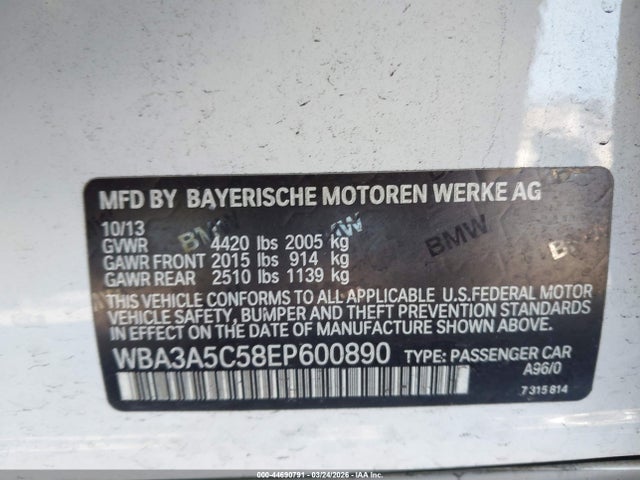 MFD BY BAYERISCHE MOTOREN WERKE AG
10/13
GVWR 4420 lbs 2005 kg
GAWR FRONT 2015 lbs 914 kg
GAWR REAR 2510 lbs 1139 kg
THIS VEHICLE CONFORMS TO ALL APPLICABLE U.S.FEDERAL MOTOR
VEHICLE SAFETY, BUMPER AND THEFT PREVENTION STANDARDS
IN EFFECT ON THE DATE OF MANUFACTURE SHOWN ABOVE.
WBA3A5C58EP600890 TYPE: PASSENGER CAR
A96/0
7 315 814
BMW
BMW
000-44690791 - 03/24/2026 - IAA Inc.